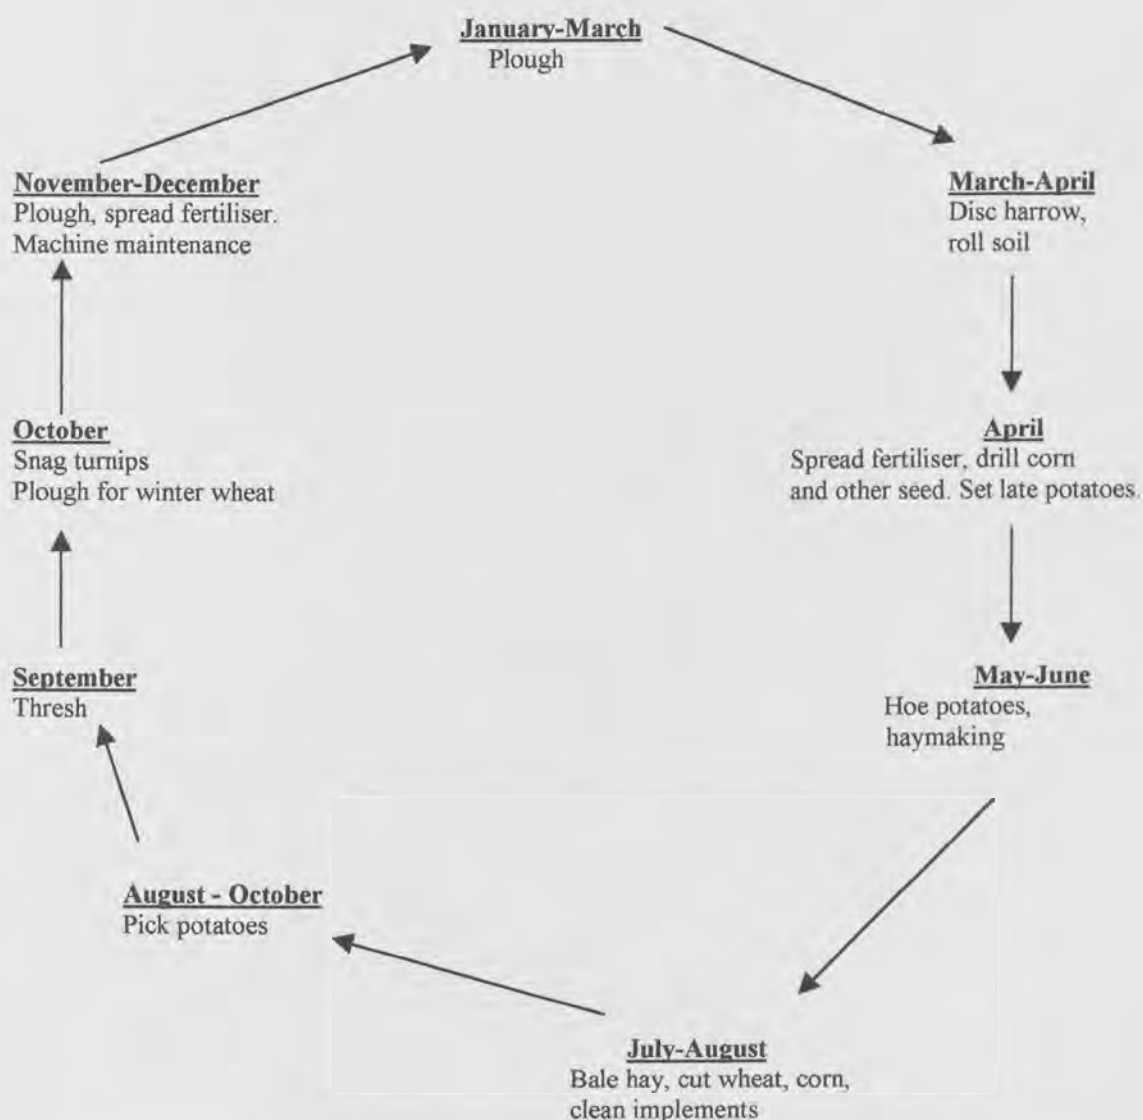 January-March
Plough
March-April
Disc harrow,
roll soil
April
Spread fertiliser, drill corn
and other seed. Set late potatoes.
May-June
Hoe potatoes,
haymaking
July-August
Bale hay, cut wheat, corn,
clean implements
August - October
Pick potatoes
September
Thresh
October
Snag turnips
Plough for winter wheat
November-December
Plough, spread fertiliser.
Machine maintenance